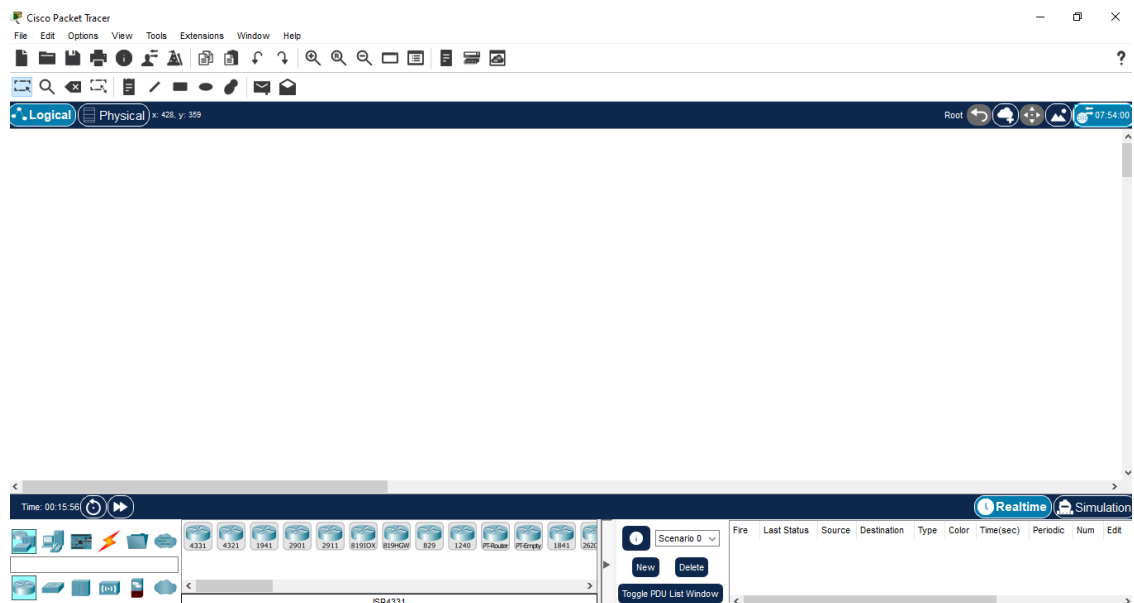 Cisco Packet Tracer
File Edit Options View Tools Extensions Window Help
?
Logical Physical x: 428, y: 359 Root 07:54:00
Time: 00:15:56 Realtime Simulation
4331 4321 1941 2901 2911 819IOX 819HGW 829 1240 PT-Router PT-Empty 1841 262
Scenario 0
Fire Last Status Source Destination Type Color Time(sec) Periodic Num Edit
New Delete
Toggle PDU List Window
ISR4331